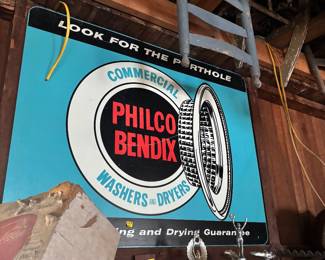 LOOK FOR THE PORTHOLE
COMMERCIAL
PHILCO
BENDIX
WASHERS AND DRYERS
ing and Drying Guarantee